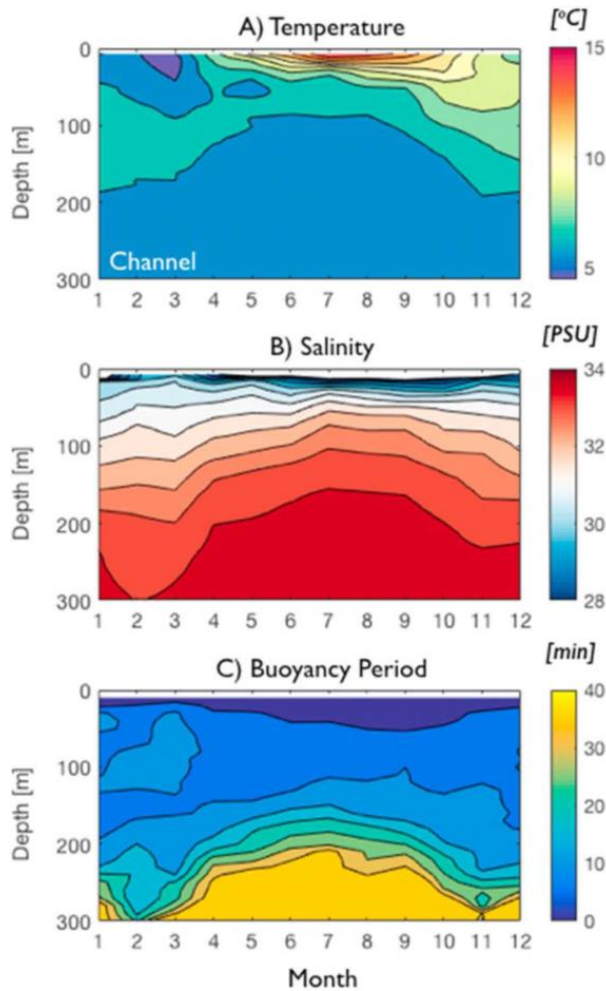 A) Temperature
[°C]
Depth [m]
0
100
200
300
Channel
1 2 3 4 5 6 7 8 9 10 11 12
15
10
5
B) Salinity
[PSU]
Depth [m]
0
100
200
300
1 2 3 4 5 6 7 8 9 10 11 12
34
32
30
28
C) Buoyancy Period
[min]
Depth [m]
0
100
200
300
1 2 3 4 5 6 7 8 9 10 11 12
40
30
20
10
0
Month